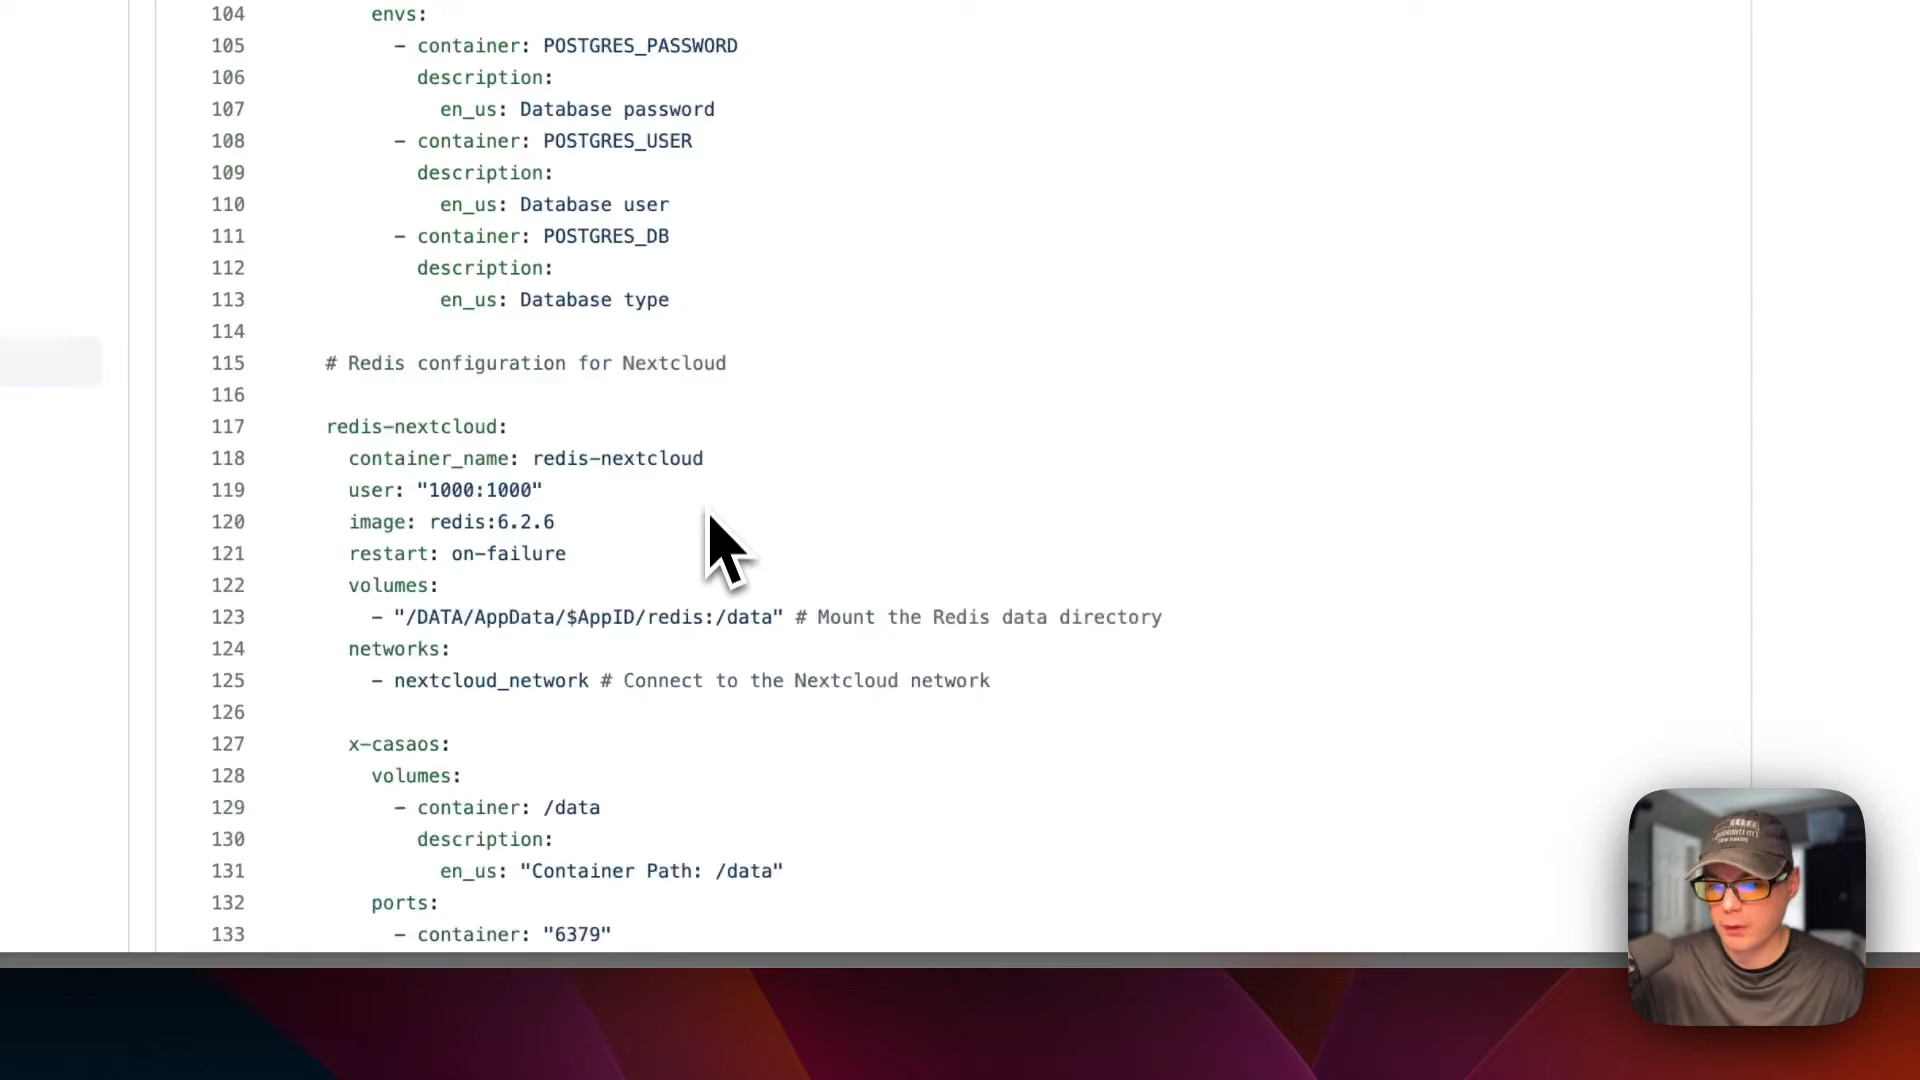 104 envs:
105 - container: POSTGRES_PASSWORD
106 description:
107 en_us: Database password
108 - container: POSTGRES_USER
109 description:
110 en_us: Database user
111 - container: POSTGRES_DB
112 description:
113 en_us: Database type
114
115 # Redis configuration for Nextcloud
116
117 redis-nextcloud:
118 container_name: redis-nextcloud
119 user: "1000:1000"
120 image: redis:6.2.6
121 restart: on-failure
122 volumes:
123 - "/DATA/AppData/$AppID/redis:/data" # Mount the Redis data directory
124 networks:
125 - nextcloud_network # Connect to the Nextcloud network
126
127 x-casaos:
128 volumes:
129 - container: /data
130 description:
131 en_us: "Container Path: /data"
132 ports:
133 - container: "6379"